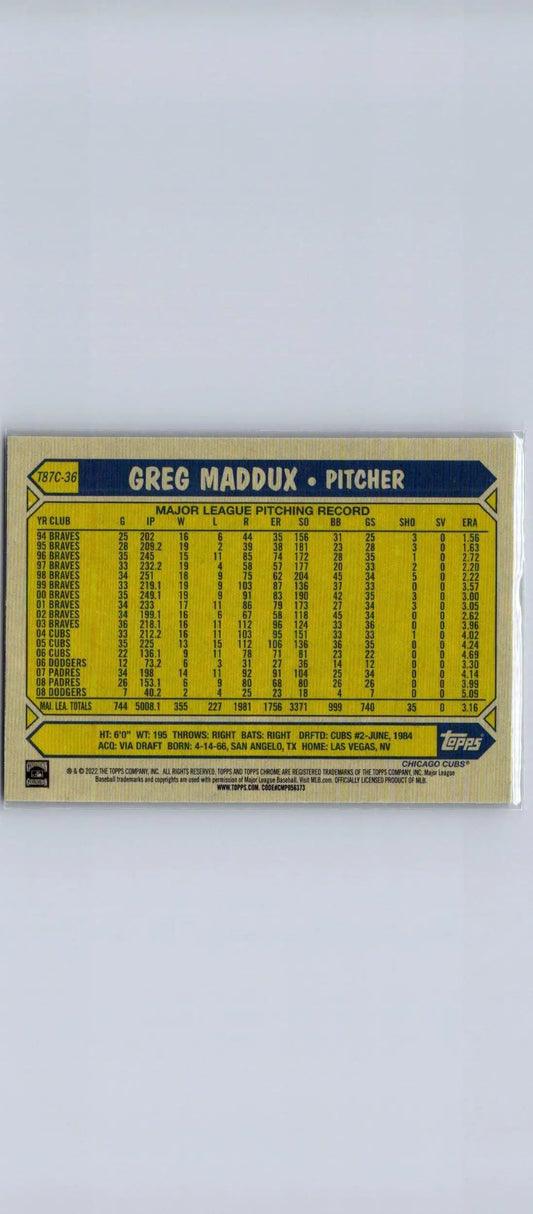 T87C-36 GREG MADDUX • PITCHER
MAJOR LEAGUE PITCHING RECORD
YR CLUB G IP W L R ER SO BB GS SHO SV ERA
94 BRAVES 25 202 16 6 44 35 156 31 25 3 0 1.56
95 BRAVES 28 209.2 19 2 39 38 181 23 28 3 0 1.63
96 BRAVES 35 245 15 11 85 74 172 28 35 1 0 2.72
97 BRAVES 33 232.2 19 4 58 57 177 20 33 2 0 2.20
98 BRAVES 34 251 18 9 75 62 204 45 34 5 0 2.22
99 BRAVES 33 219.1 19 9 103 87 136 37 33 0 0 3.57
00 BRAVES 35 249.1 19 9 91 83 190 42 35 3 0 3.00
01 BRAVES 34 233 17 11 86 79 173 27 34 3 0 3.05
02 BRAVES 34 199.1 16 6 67 58 118 45 34 0 0 2.62
03 BRAVES 36 218.1 16 11 112 96 124 33 36 0 0 3.96
04 CUBS 33 212.2 16 11 103 95 151 33 33 1 0 4.02
05 CUBS 35 225 13 15 112 106 136 36 35 0 0 4.24
06 CUBS 22 136.1 9 11 78 71 81 23 22 0 0 4.69
06 DODGERS 12 73.2 6 3 31 27 36 14 12 0 0 3.30
07 PADRES 34 198 14 11 92 91 104 25 34 0 0 4.14
08 PADRES 26 153.1 6 9 80 68 80 26 26 0 0 3.99
08 DODGERS 7 40.2 2 4 25 23 18 4 7 0 0 5.09
MAJ. LEA. TOTALS 744 5008.1 355 227 1981 1756 3371 999 740 35 0 3.16
HT: 6'0" WT: 195 THROWS: RIGHT BATS: RIGHT DRFTD: CUBS #2-JUNE, 1984
ACQ: VIA DRAFT BORN: 4-14-66, SAN ANGELO, TX HOME: LAS VEGAS, NV
Topps
CHICAGO CUBS®
® & © 2022 THE TOPPS COMPANY, INC. ALL RIGHTS RESERVED. TOPPS AND TOPPS CHROME ARE REGISTERED TRADEMARKS OF THE TOPPS COMPANY, INC. Major League
Baseball trademarks and copyrights are used with permission of Major League Baseball. Visit MLB.com. OFFICIALLY LICENSED PRODUCT OF MLB.
WWW.TOPPS.COM. CODE#CMP056373